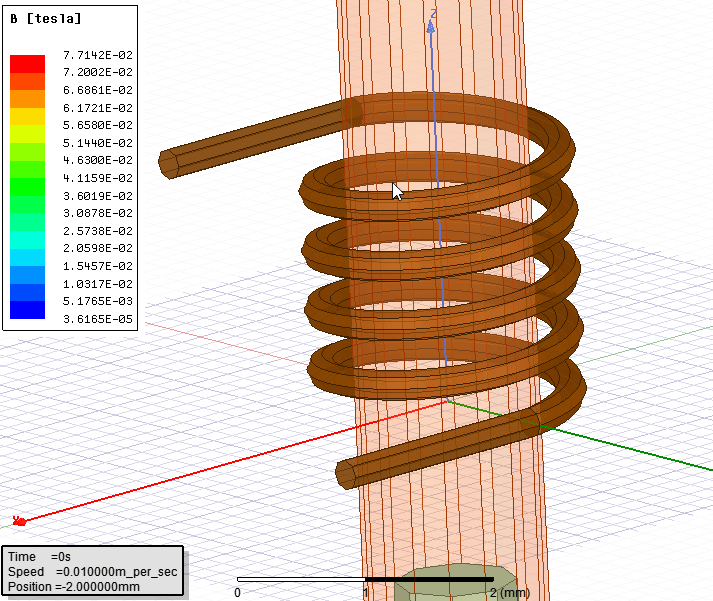 B [tesla]
7.7142E-02
7.2002E-02
6.6861E-02
6.1721E-02
5.6580E-02
5.1440E-02
4.6300E-02
4.1159E-02
3.6019E-02
3.0878E-02
2.5738E-02
2.0598E-02
1.5457E-02
1.0317E-02
5.1765E-03
3.6165E-05
Z
Time =0s
Speed =0.010000m_per_sec
Position =-2.000000mm
0 1 2 (mm)